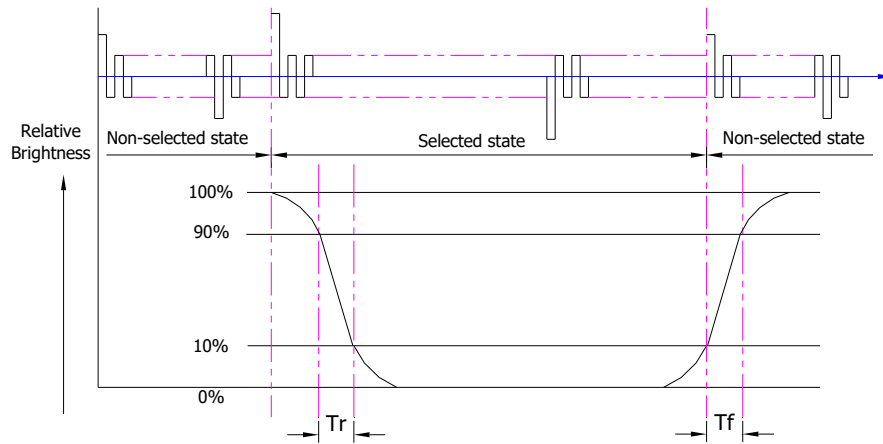 Relative
Brightness
Non-selected state
Selected state
Non-selected state
100%
90%
10%
0%
Tr
Tf